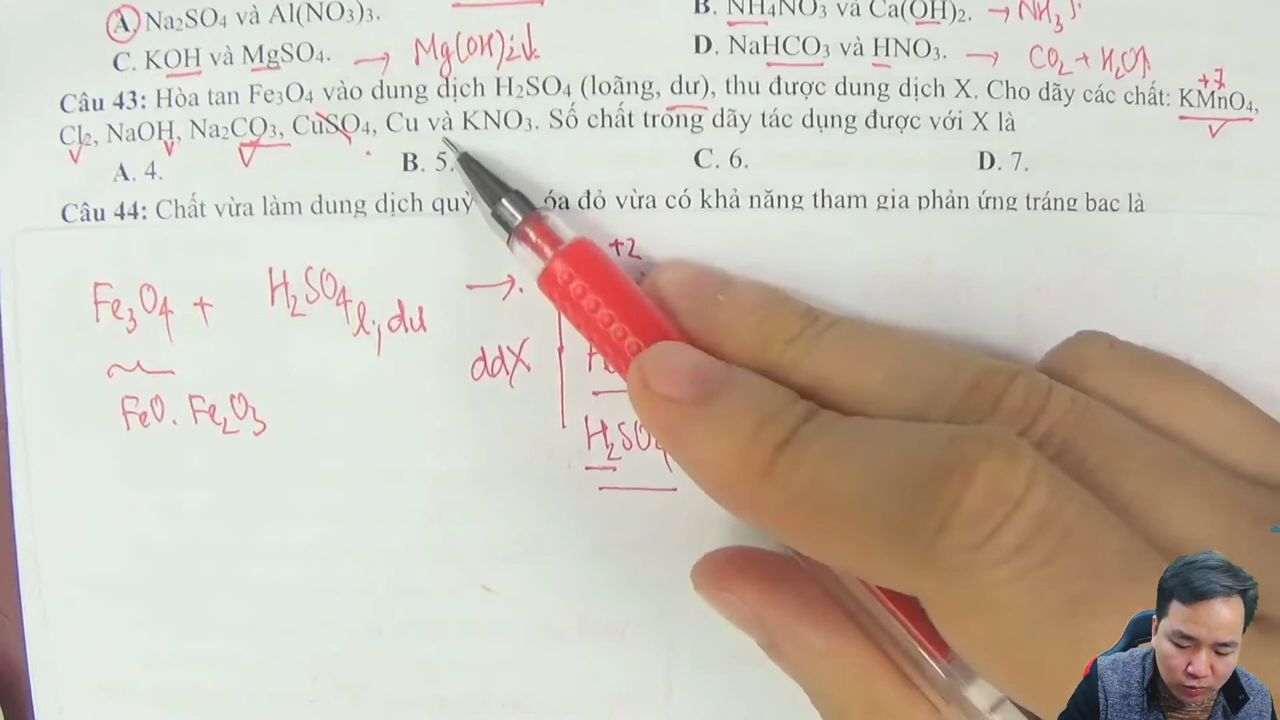 A. Na₂SO₄ và Al(NO₃)₃.
B. NH₄NO₃ và Ca(OH)₂. → NH₃
C. KOH và MgSO₄. → Mg(OH)₂↓
D. NaHCO₃ và HNO₃. → CO₂ + H₂O
Câu 43: Hòa tan Fe₃O₄ vào dung dịch H₂SO₄ (loãng, dư), thu được dung dịch X. Cho dãy các chất: KMnO₄,
+7
Cl₂, NaOH, Na₂CO₃, CuSO₄, Cu và KNO₃. Số chất trong dãy tác dụng được với X là
A. 4. B. 5. C. 6. D. 7.
Câu 44: Chất vừa làm dung dịch quỳ óa đỏ vừa có khả năng tham gia phản ứng tráng bạc là
+2
Fe₃O₄ + H₂SO₄ l, dư →
ddX
FeO. Fe₂O₃
H₂SO₄